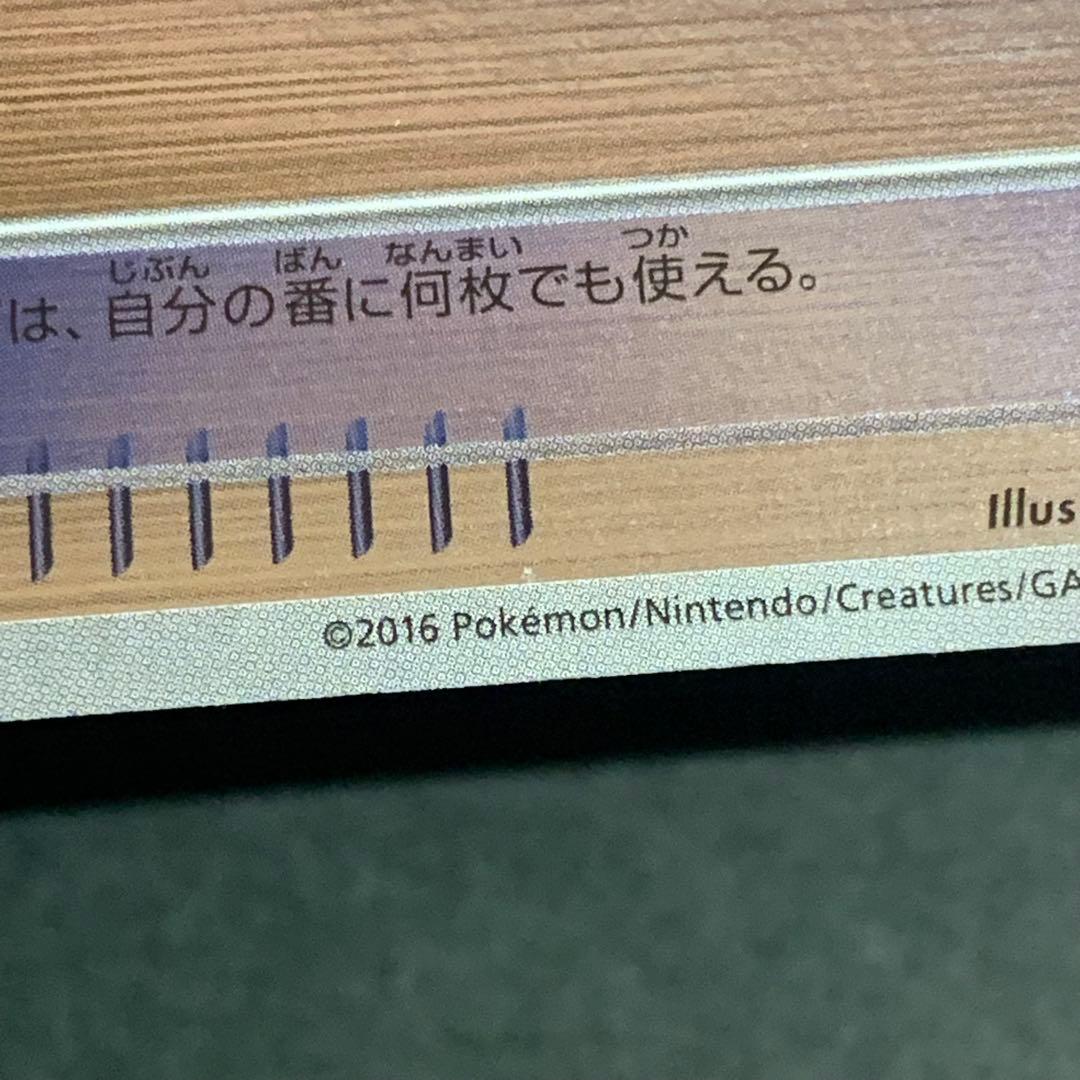 じぶん ばん なんまい つか
は、自分の番に何枚でも使える。
Illus
©2016 Pokémon/Nintendo/Creatures/GA